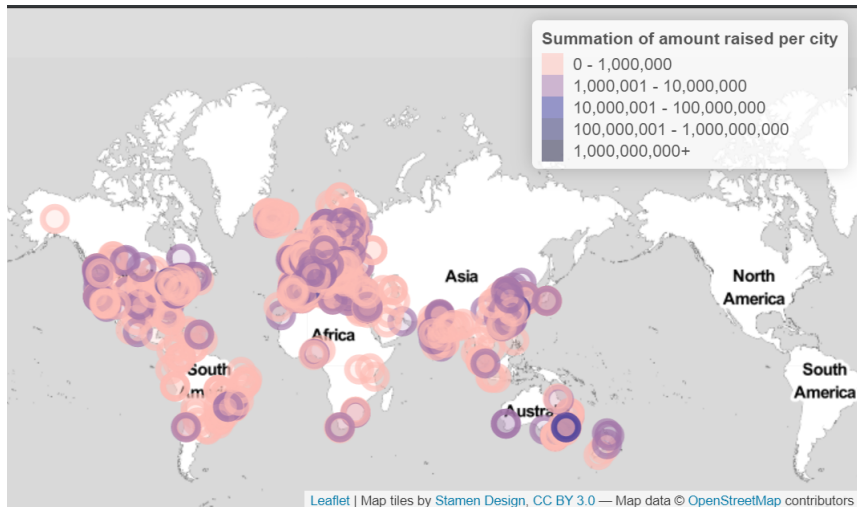 Summation of amount raised per city
0 - 1,000,000
1,000,001 - 10,000,000
10,000,001 - 100,000,000
100,000,001 - 1,000,000,000
1,000,000,000+
Asia
North
America
Africa
South
Am
South
America
Austra
Leaflet | Map tiles by Stamen Design, CC BY 3.0 — Map data © OpenStreetMap contributors